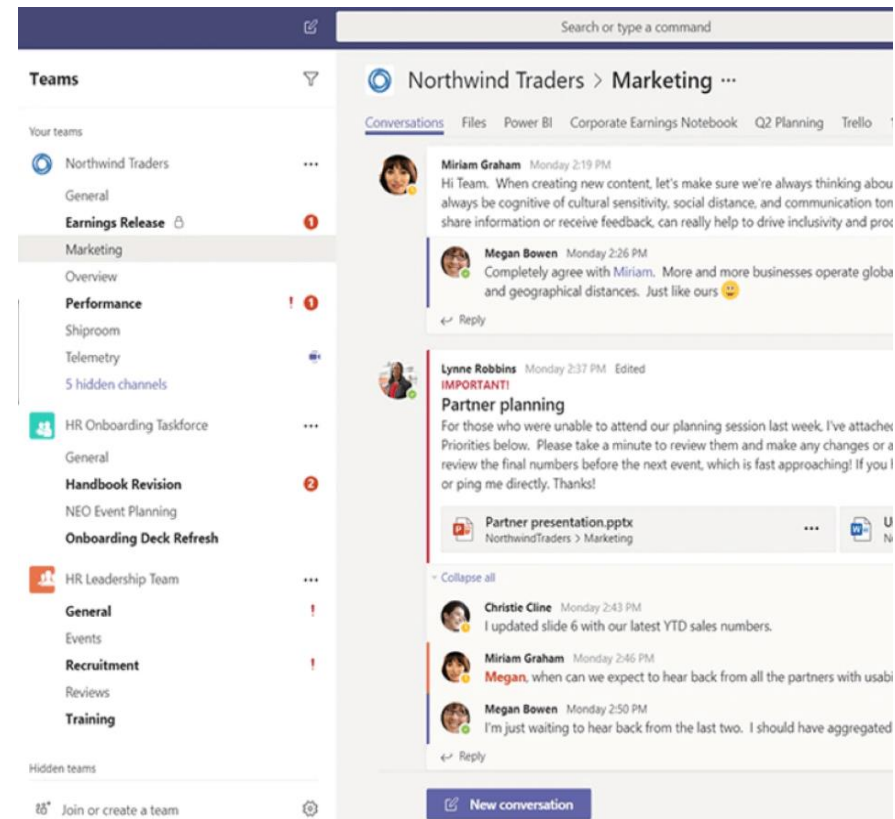 Search or type a command
Teams
Your teams
Northwind Traders
General
Earnings Release
1
Marketing
Overview
Performance
! 1
Shiproom
Telemetry
5 hidden channels
HR Onboarding Taskforce
General
Handbook Revision
2
NEO Event Planning
Onboarding Deck Refresh
HR Leadership Team
General
!
Events
Recruitment
!
Reviews
Training
Hidden teams
Join or create a team
Northwind Traders > Marketing ...
Conversations Files Power BI Corporate Earnings Notebook Q2 Planning Trello
Miriam Graham Monday 2:19 PM
Hi Team. When creating new content, let's make sure we're always thinking abou
always be cognitive of cultural sensitivity, social distance, and communication ton
share information or receive feedback, can really help to drive inclusivity and proc
Megan Bowen Monday 2:26 PM
Completely agree with Miriam. More and more businesses operate globa
and geographical distances. Just like ours
Reply
Lynne Robbins Monday 2:37 PM Edited
IMPORTANT!
Partner planning
For those who were unable to attend our planning session last week, I've attached
Priorities below. Please take a minute to review them and make any changes or a
review the final numbers before the next event, which is fast approaching! If you
or ping me directly. Thanks!
Partner presentation.pptx
NorthwindTraders > Marketing
Collapse all
Christie Cline Monday 2:43 PM
I updated slide 6 with our latest YTD sales numbers.
Miriam Graham Monday 2:46 PM
Megan, when can we expect to hear back from all the partners with usabi
Megan Bowen Monday 2:50 PM
I'm just waiting to hear back from the last two. I should have aggregated
Reply
New conversation